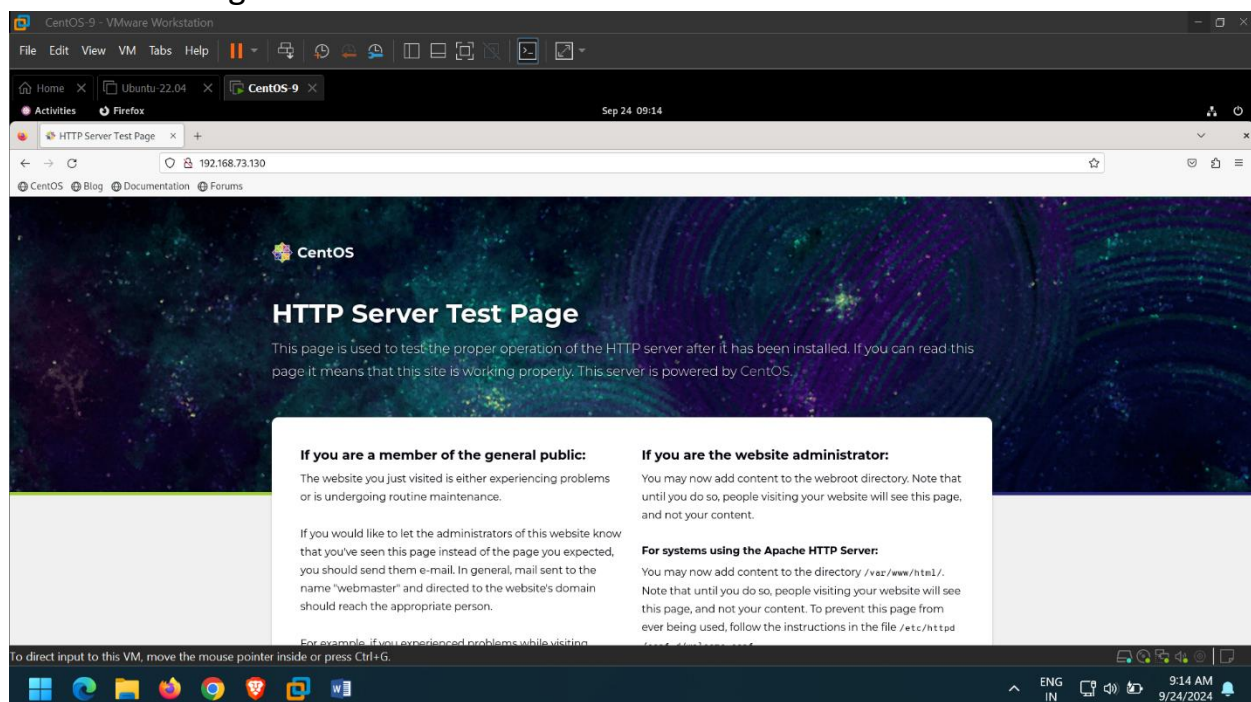 CentOS-9 - VMware Workstation
File Edit View VM Tabs Help
Home Ubuntu-22.04 CentOS-9
Activities Firefox Sep 24 09:14
HTTP Server Test Page
192.168.73.130
CentOS Blog Documentation Forums
CentOS
HTTP Server Test Page
This page is used to test the proper operation of the HTTP server after it has been installed. If you can read this
page it means that this site is working properly. This server is powered by CentOS.
If you are a member of the general public:
The website you just visited is either experiencing problems
or is undergoing routine maintenance.
If you would like to let the administrators of this website know
that you've seen this page instead of the page you expected,
you should send them e-mail. In general, mail sent to the
name "webmaster" and directed to the website's domain
should reach the appropriate person.
For example, if you experienced problems while visiting
If you are the website administrator:
You may now add content to the webroot directory. Note that
until you do so, people visiting your website will see this page,
and not your content.
For systems using the Apache HTTP Server:
You may now add content to the directory /var/www/html/.
Note that until you do so, people visiting your website will see
this page, and not your content. To prevent this page from
ever being used, follow the instructions in the file /etc/httpd
To direct input to this VM, move the mouse pointer inside or press Ctrl+G.
ENG
IN
9:14 AM
9/24/2024